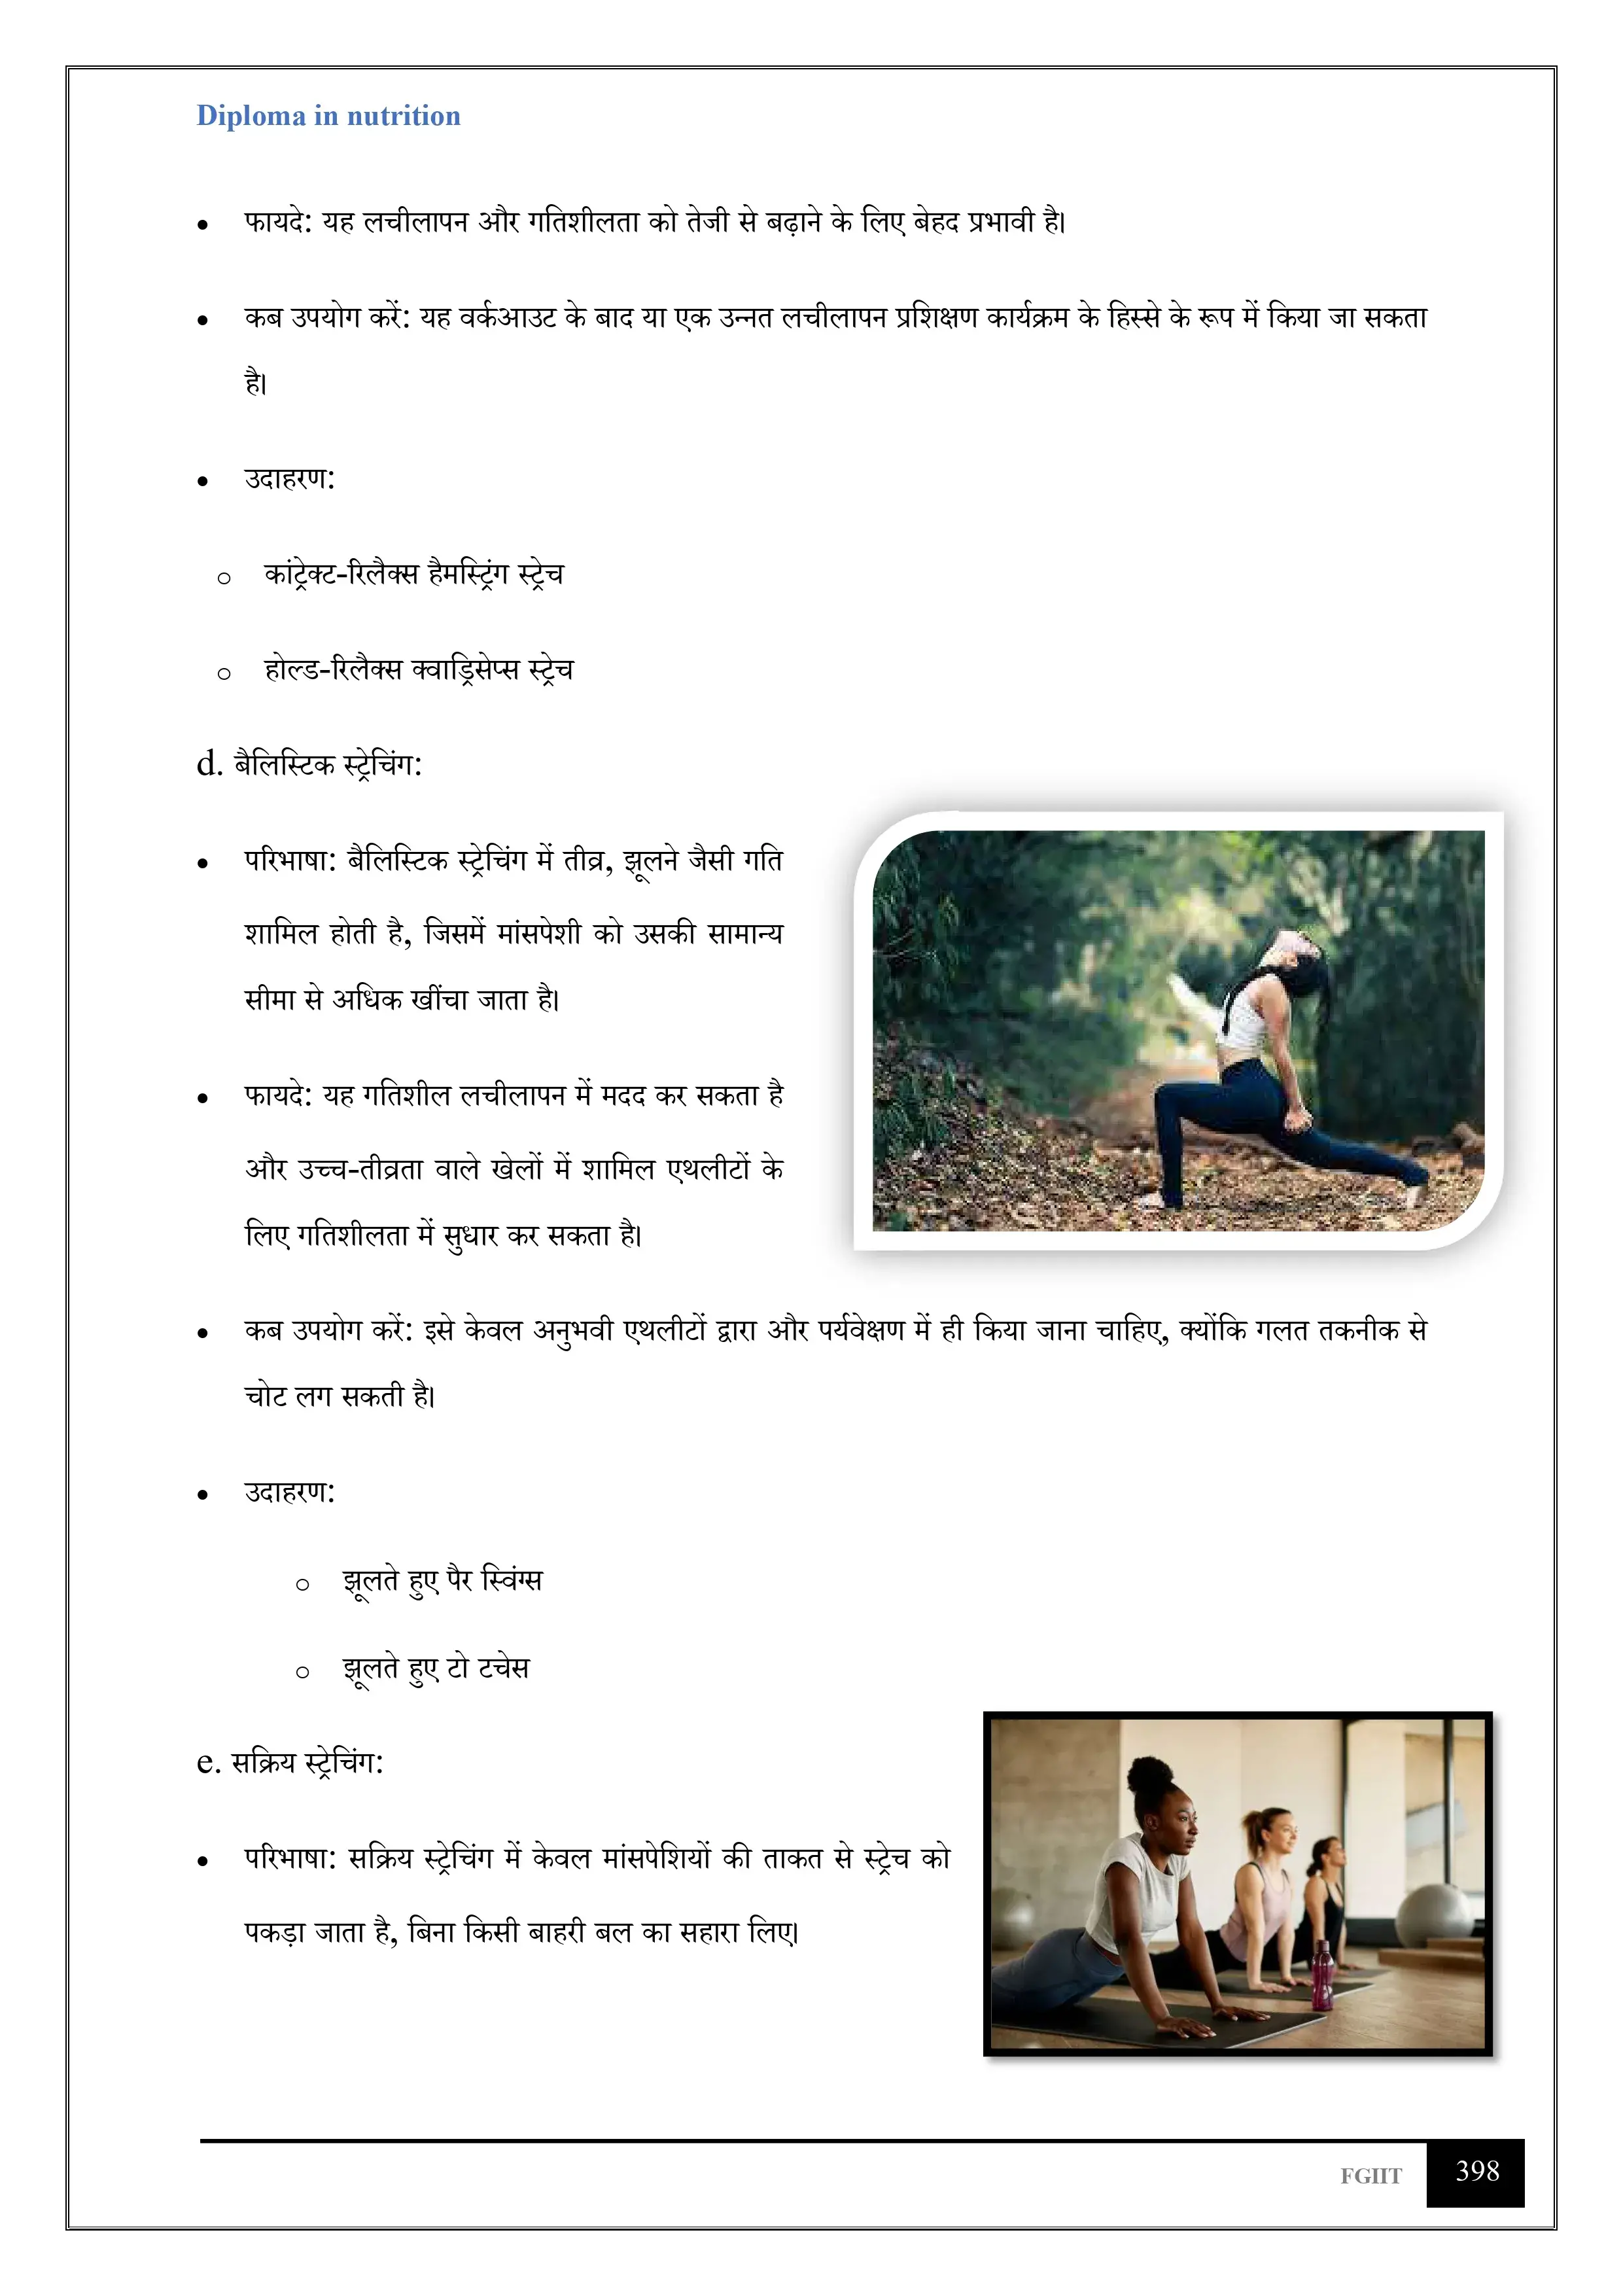 Diploma in nutrition
• फायदे: यह लचीलापन और गतिशीलता को तेजी से बढ़ाने के लिए बेहद प्रभावी है।
• कब उपयोग करें: यह वर्कआउट के बाद या एक उन्नत लचीलापन प्रशिक्षण कार्यक्रम के हिस्से के रूप में किया जा सकता
है।
• उदाहरण:
o कांट्रेक्ट-रिलैक्स हैमस्ट्रिंग स्ट्रेच
o होल्ड-रिलैक्स क्वाड्रिसेप्स स्ट्रेच
d. बैलिस्टिक स्ट्रेचिंग:
• परिभाषा: बैलिस्टिक स्ट्रेचिंग में तीव्र, झूलने जैसी गति
शामिल होती है, जिसमें मांसपेशी को उसकी सामान्य
सीमा से अधिक खींचा जाता है।
• फायदे: यह गतिशील लचीलापन में मदद कर सकता है
और उच्च-तीव्रता वाले खेलों में शामिल एथलीटों के
लिए गतिशीलता में सुधार कर सकता है।
• कब उपयोग करें: इसे केवल अनुभवी एथलीटों द्वारा और पर्यवेक्षण में ही किया जाना चाहिए, क्योंकि गलत तकनीक से
चोट लग सकती है।
• उदाहरण:
o झूलते हुए पैर स्विंग्स
o झूलते हुए टो टचेस
e. सक्रिय स्ट्रेचिंग:
• परिभाषा: सक्रिय स्ट्रेचिंग में केवल मांसपेशियों की ताकत से स्ट्रेच को
पकड़ा जाता है, बिना किसी बाहरी बल का सहारा लिए।
FGIIT 398